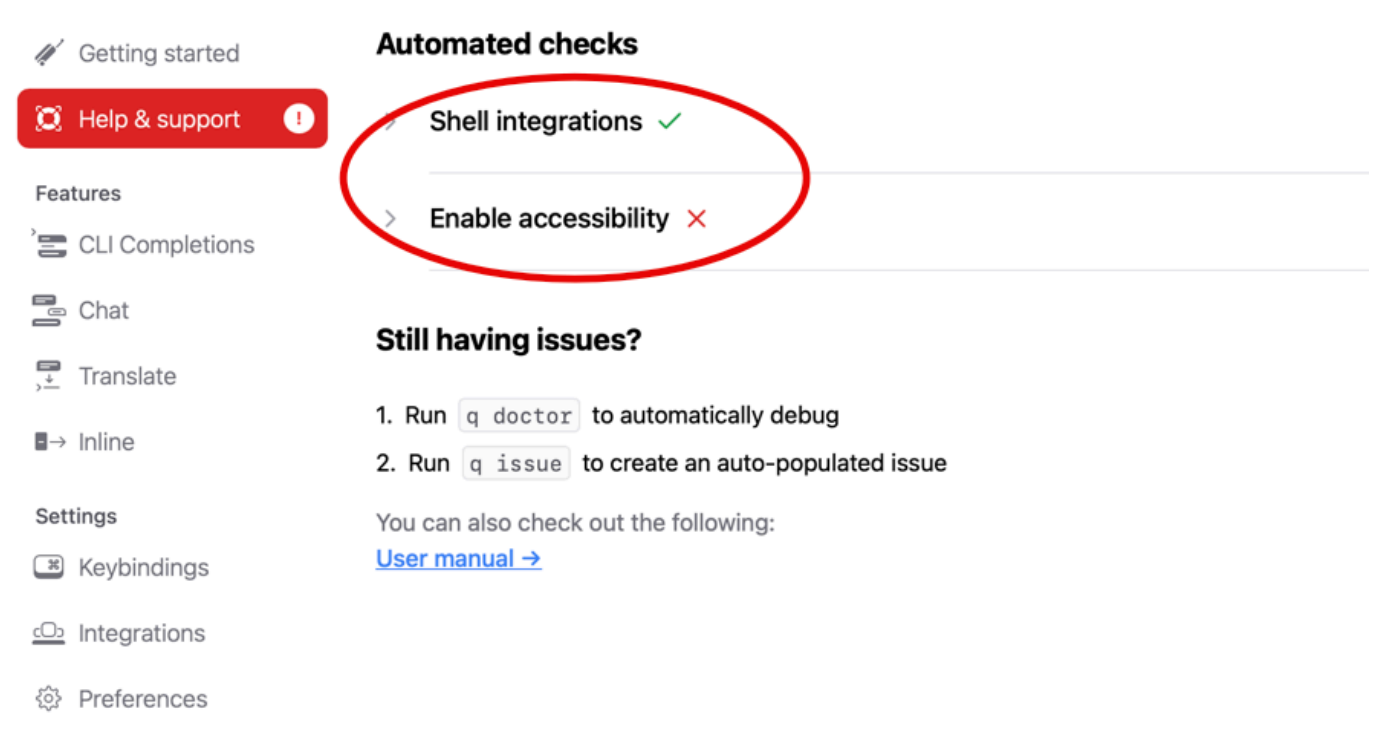 Getting started
Help & support !
Features
CLI Completions
Chat
Translate
Inline
Settings
Keybindings
Integrations
Preferences
Automated checks
Shell integrations ✓
Enable accessibility ✕
Still having issues?
1. Run q doctor to automatically debug
2. Run q issue to create an auto-populated issue
You can also check out the following:
User manual →